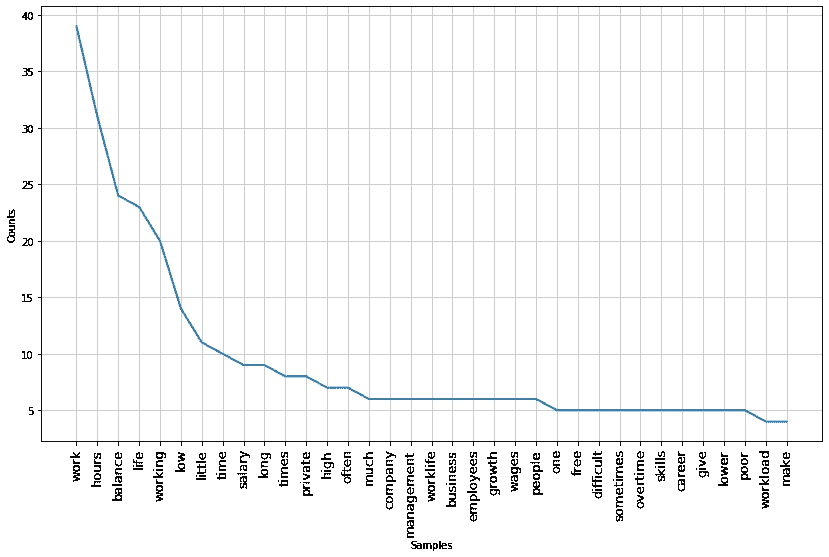 40
35
30
25
20
15
10
5
Counts
work
hours
balance
life
working
low
little
time
salary
long
times
private
high
often
much
company
management
worklife
business
employees
growth
wages
people
one
free
difficult
sometimes
overtime
skills
career
give
lower
poor
workload
make
Samples